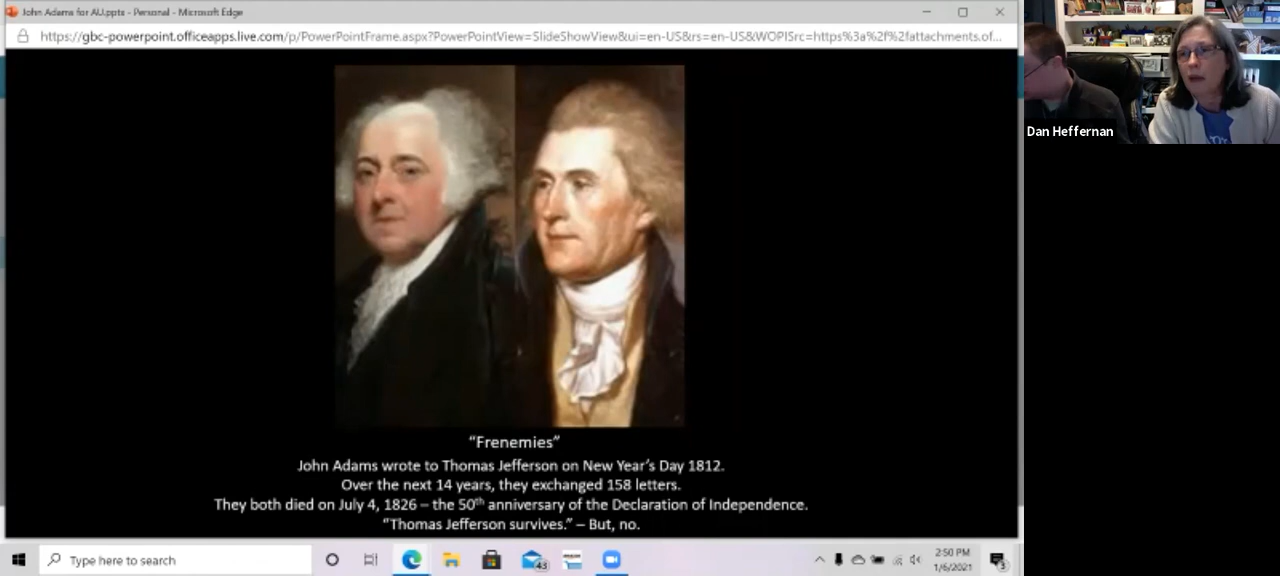 John Adams for AU.ppts - Personal - Microsoft Edge
https://gbc-powerpoint.officeapps.live.com/p/PowerPointFrame.aspx?PowerPointView=SlideShowView&ui=en-US&rs=en-US&WOPISrc=https%3a%2f%2fattachments.of...
Dan Heffernan
“Frenemies”
John Adams wrote to Thomas Jefferson on New Year’s Day 1812.
Over the next 14 years, they exchanged 158 letters.
They both died on July 4, 1826 – the 50th anniversary of the Declaration of Independence.
“Thomas Jefferson survives.” – But, no.
Type here to search
43
2:50 PM
1/6/2021
3